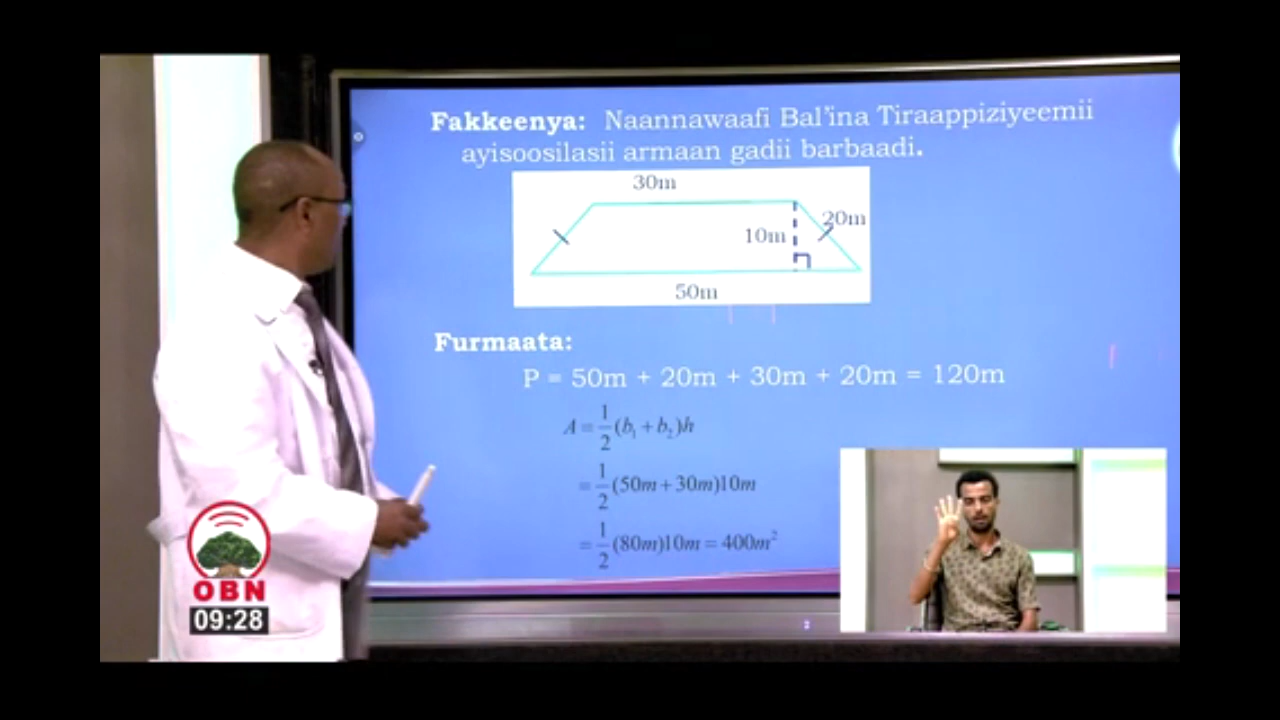 Fakkeenya: Naannawaafi Bal'ina Tiraappiziyeemii
ayisoosilasii armaan gadii barbaadi.
30m
20m
10m
50m
Furmaata:
P = 50m + 20m + 30m + 20m = 120m
A = 1/2 (b₁ + b₂)h
= 1/2 (50m + 30m)10m
= 1/2 (80m)10m = 400m²
OBN
09:28